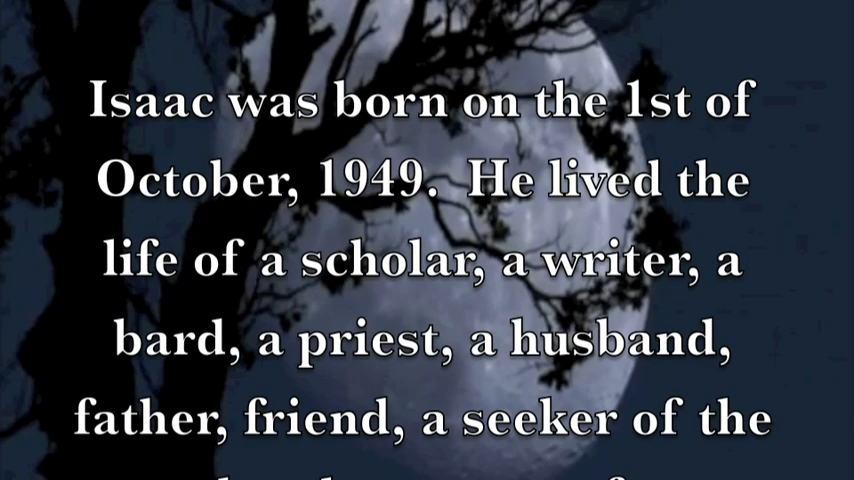 Isaac was born on the 1st of
October, 1949.  He lived the
life of a scholar, a writer, a
bard, a priest, a husband,
father, friend, a seeker of the